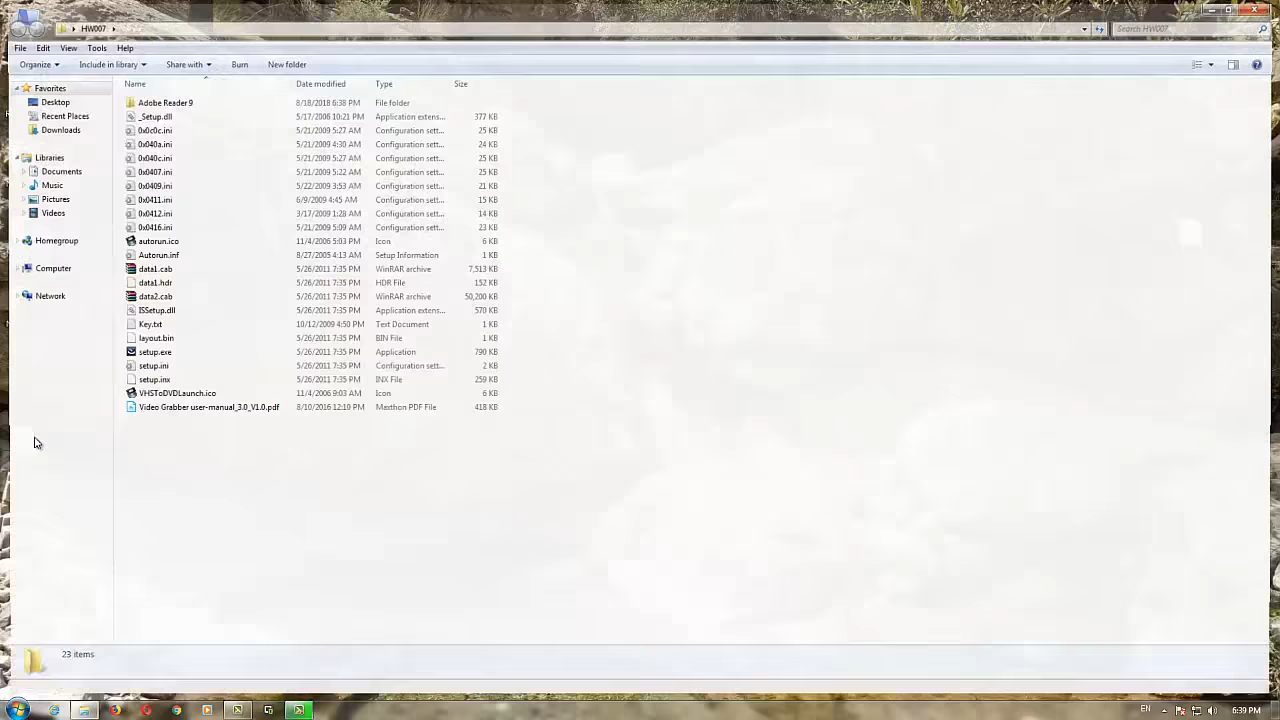 HW007
Search HW007
File Edit View Tools Help
Organize Include in library Share with Burn New folder
Name Date modified Type Size
Favorites
Desktop
Recent Places
Downloads
Libraries
Documents
Music
Pictures
Videos
Homegroup
Computer
Network
Adobe Reader 9 8/18/2018 6:38 PM File folder
_Setup.dll 5/17/2006 10:21 PM Application extens... 377 KB
0x0c0c.ini 5/21/2009 5:27 AM Configuration sett... 25 KB
0x040a.ini 5/21/2009 4:30 AM Configuration sett... 24 KB
0x040c.ini 5/21/2009 5:27 AM Configuration sett... 25 KB
0x0407.ini 5/21/2009 5:22 AM Configuration sett... 25 KB
0x0409.ini 5/22/2009 3:53 AM Configuration sett... 21 KB
0x0411.ini 6/9/2009 4:45 AM Configuration sett... 15 KB
0x0412.ini 3/17/2009 1:28 AM Configuration sett... 14 KB
0x0416.ini 5/21/2009 5:09 AM Configuration sett... 23 KB
autorun.ico 11/4/2006 5:03 PM Icon 6 KB
Autorun.inf 8/27/2005 4:13 AM Setup Information 1 KB
data1.cab 5/26/2011 7:35 PM WinRAR archive 7,513 KB
data1.hdr 5/26/2011 7:35 PM HDR File 152 KB
data2.cab 5/26/2011 7:35 PM WinRAR archive 50,200 KB
ISSetup.dll 5/26/2011 7:35 PM Application extens... 570 KB
Key.txt 10/12/2009 4:50 PM Text Document 1 KB
layout.bin 5/26/2011 7:35 PM BIN File 1 KB
setup.exe 5/26/2011 7:35 PM Application 790 KB
setup.ini 5/26/2011 7:35 PM Configuration sett... 2 KB
setup.inx 5/26/2011 7:35 PM INX File 259 KB
VHSToDVDLaunch.ico 11/4/2006 9:03 AM Icon 6 KB
Video Grabber user-manual_3.0_V1.0.pdf 8/10/2016 12:19 PM Maxthon PDF File 418 KB
23 items
EN 6:39 PM